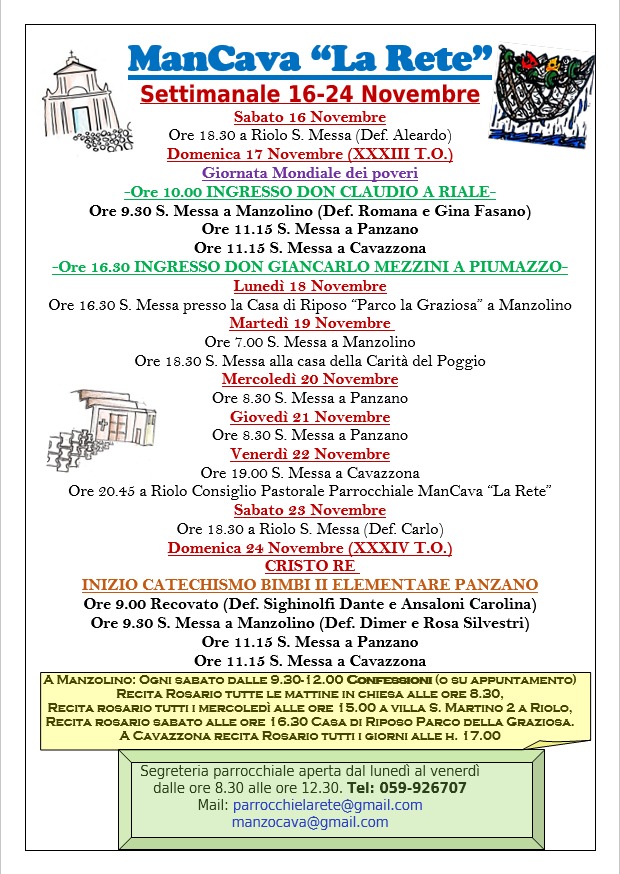 ManCava “La Rete”
Settimanale 16-24 Novembre
Sabato 16 Novembre
Ore 18.30 a Riolo S. Messa (Def. Aleardo)
Domenica 17 Novembre (XXXIII T.O.)
Giornata Mondiale dei poveri
-Ore 10.00 INGRESSO DON CLAUDIO A RIALE-
Ore 9.30 S. Messa a Manzolino (Def. Romana e Gina Fasano)
Ore 11.15 S. Messa a Panzano
Ore 11.15 S. Messa a Cavazzona
-Ore 16.30 INGRESSO DON GIANCARLO MEZZINI A PIUMAZZO-
Lunedì 18 Novembre
Ore 16.30 S. Messa presso la Casa di Riposo “Parco la Graziosa” a Manzolino
Martedì 19 Novembre
Ore 7.00 S. Messa a Manzolino
Ore 18.30 S. Messa alla casa della Carità del Poggio
Mercoledì 20 Novembre
Ore 8.30 S. Messa a Panzano
Giovedì 21 Novembre
Ore 8.30 S. Messa a Panzano
Venerdì 22 Novembre
Ore 19.00 S. Messa a Cavazzona
Ore 20.45 a Riolo Consiglio Pastorale Parrocchiale ManCava “La Rete”
Sabato 23 Novembre
Ore 18.30 a Riolo S. Messa (Def. Carlo)
Domenica 24 Novembre (XXXIV T.O.)
CRISTO RE
INIZIO CATECHISMO BIMBI II ELEMENTARE PANZANO
Ore 9.00 Recovato (Def. Sighinolfi Dante e Ansaloni Carolina)
Ore 9.30 S. Messa a Manzolino (Def. Dimer e Rosa Silvestri)
Ore 11.15 S. Messa a Panzano
Ore 11.15 S. Messa a Cavazzona
A Manzolino: Ogni sabato dalle 9.30-12.00 Confessioni (o su appuntamento)
Recita Rosario tutte le mattine in chiesa alle ore 8.30,
Recita rosario tutti i mercoledì alle ore 15.00 a villa S. Martino 2 a Riolo,
Recita rosario sabato alle ore 16.30 Casa di Riposo Parco della Graziosa.
A Cavazzona recita Rosario tutti i giorni alle h. 17.00
Segreteria parrocchiale aperta dal lunedì al venerdì
dalle ore 8.30 alle ore 12.30. Tel: 059-926707
Mail: parrocchielarete@gmail.com
manzocava@gmail.com